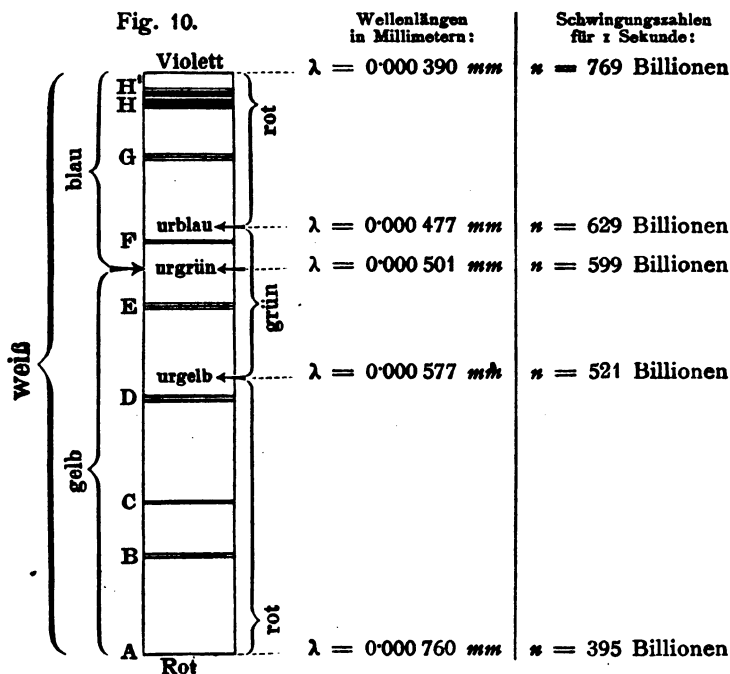 Fig. 10.
Wellenlängen
in Millimetern:
Schwingungszahlen
für 1 Sekunde:
Violett
λ = 0·000 390 mm
n = 769 Billionen
H'
H
rot
G
blau
urblau
λ = 0·000 477 mm
n = 629 Billionen
F
urgrün
λ = 0·000 501 mm
n = 599 Billionen
E
grün
weiß
urgelb
λ = 0·000 577 mm
n = 521 Billionen
D
gelb
C
B
rot
A
λ = 0·000 760 mm
n = 395 Billionen
Rot